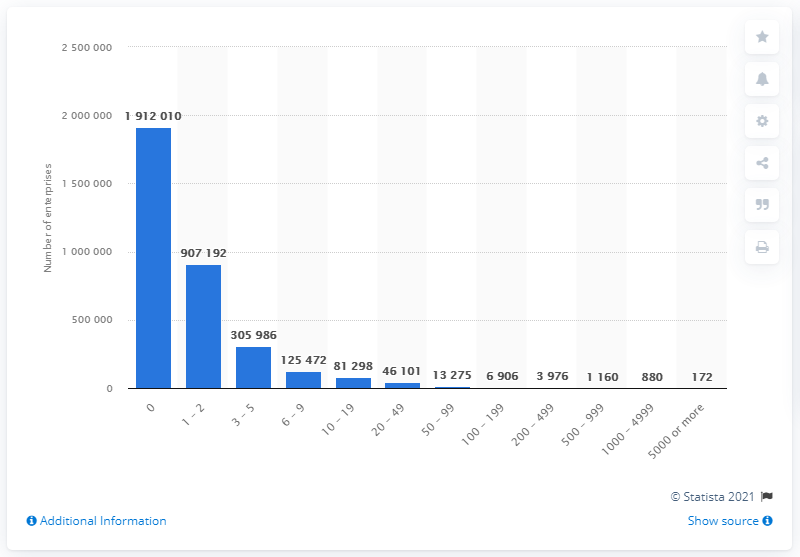 2 500 000
2 000 000
1 500 000
1 000 000
500 000
0
Number of enterprises
1 912 010
907 192
305 986
125 472
81 298
46 101
13 275
6 906
3 976
1 160
880
172
0
1 – 2
3 – 5
6 – 9
10 – 19
20 – 49
50 – 99
100 – 199
200 – 499
500 – 999
1000 – 4999
5000 or more
© Statista 2021
Additional Information
Show source